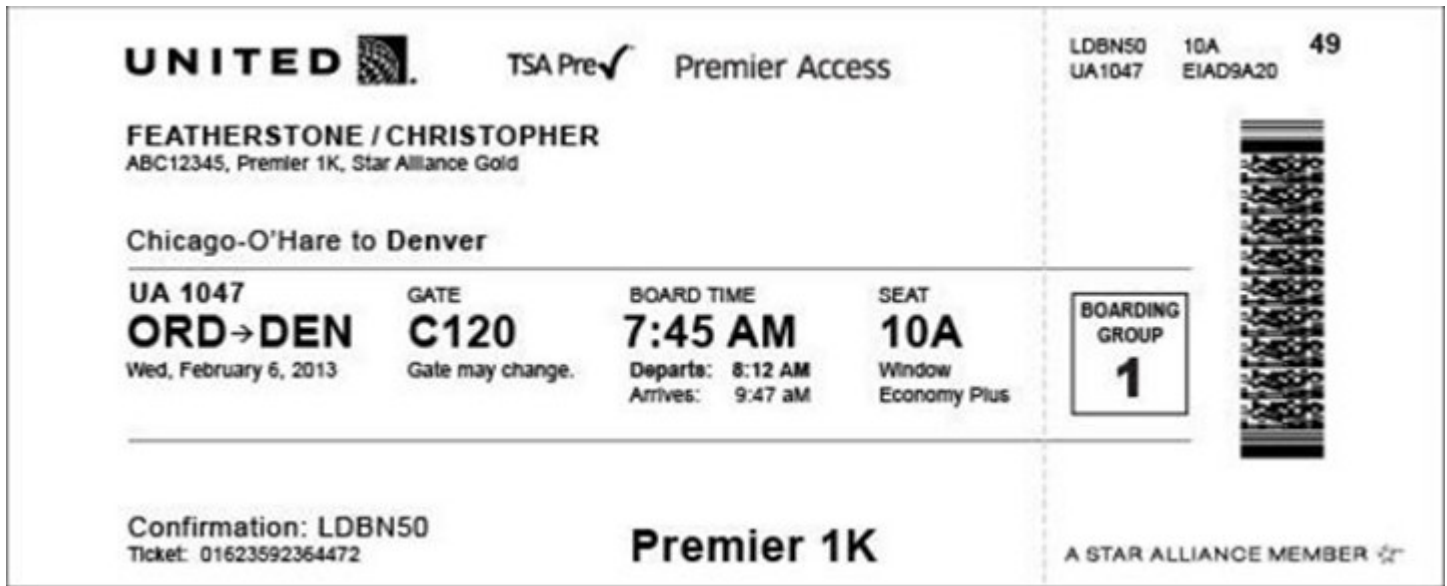 UNITED
TSA Pre✓ Premier Access
FEATHERSTONE / CHRISTOPHER
ABC12345, Premier 1K, Star Alliance Gold
Chicago-O'Hare to Denver
UA 1047
ORD→DEN
Wed, February 6, 2013
GATE
C120
Gate may change.
BOARD TIME
7:45 AM
Departs: 8:12 AM
Arrives: 9:47 aM
SEAT
10A
Window
Economy Plus
Confirmation: LDBN50
Ticket: 01623592364472
Premier 1K
LDBN50 10A 49
UA1047 EIAD9A20
BOARDING
GROUP
1
A STAR ALLIANCE MEMBER